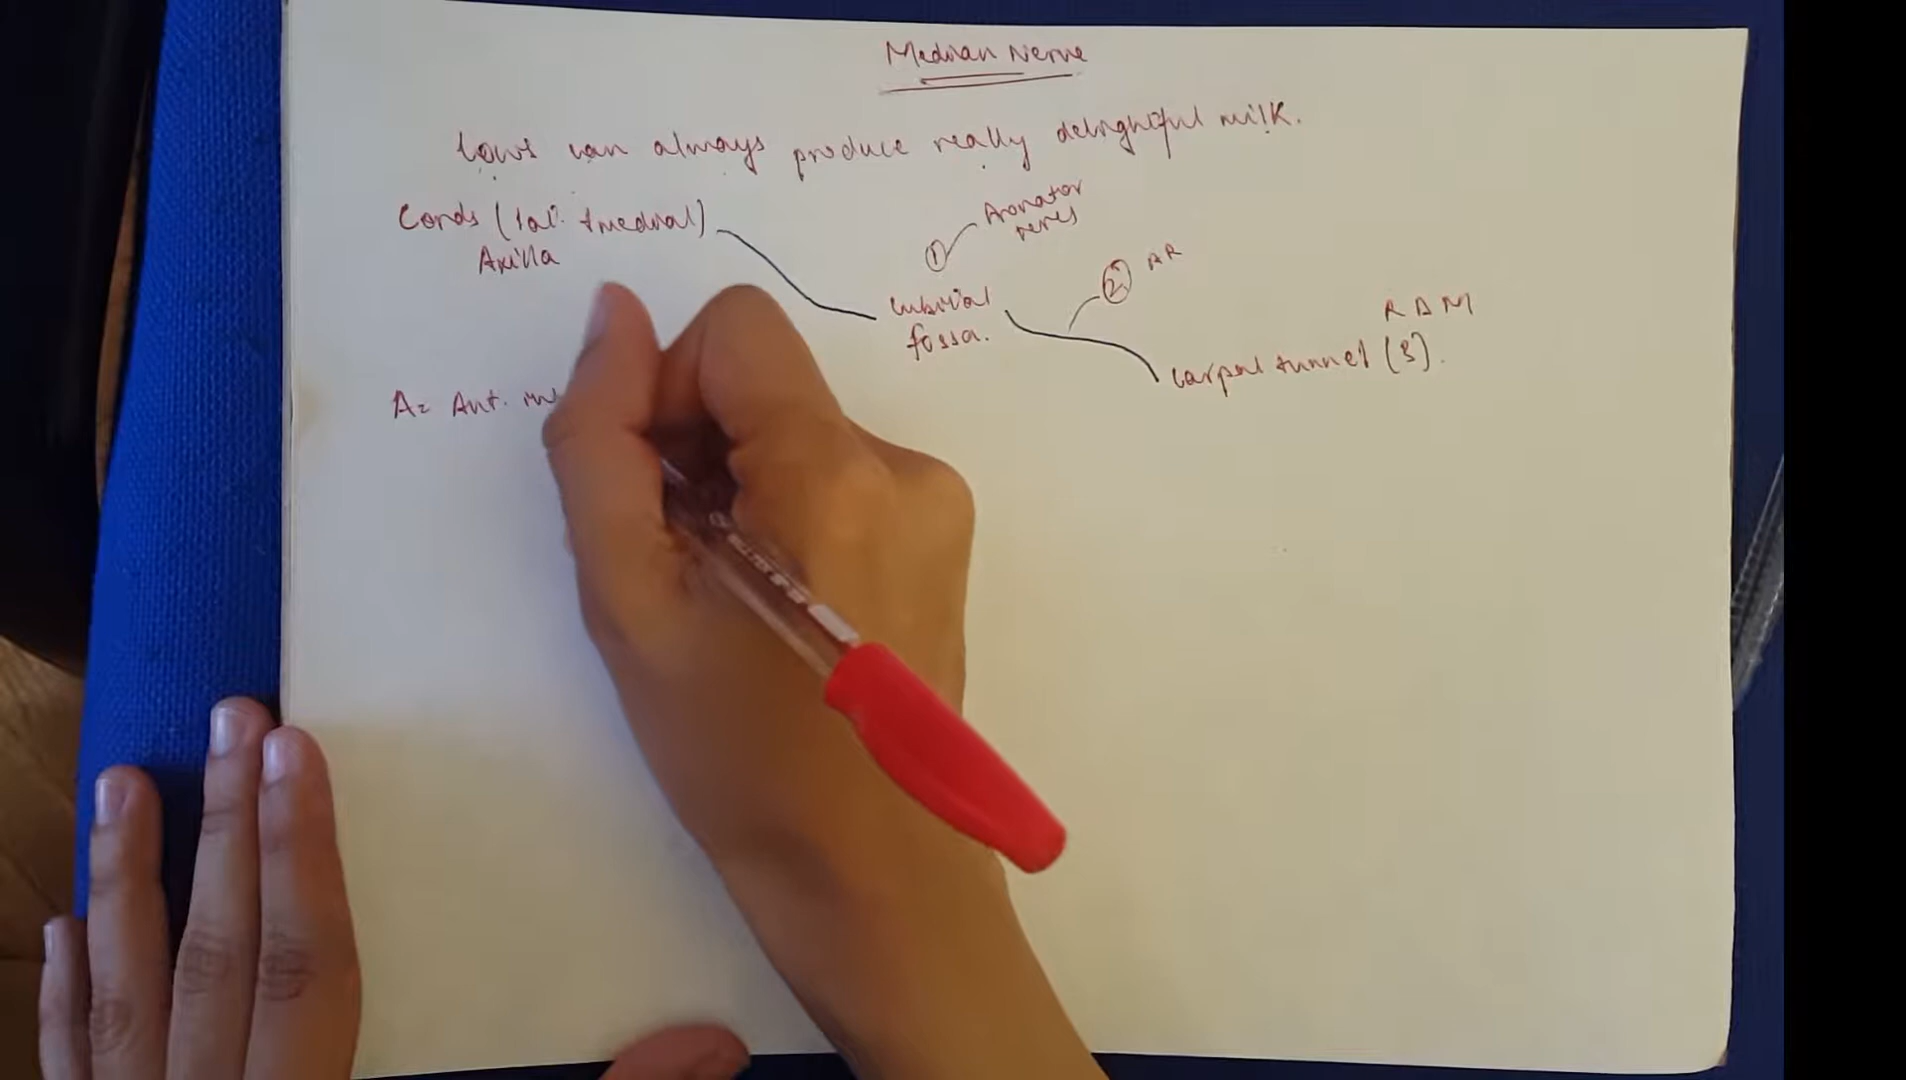 Median Nerve
Cows can always produce really delightful milk.
Cords (lat. + medial)
Axilla
① Pronator
teres
② AR
Cubital
fossa.
R D M
Carpal tunnel (3).
A= Ant. in